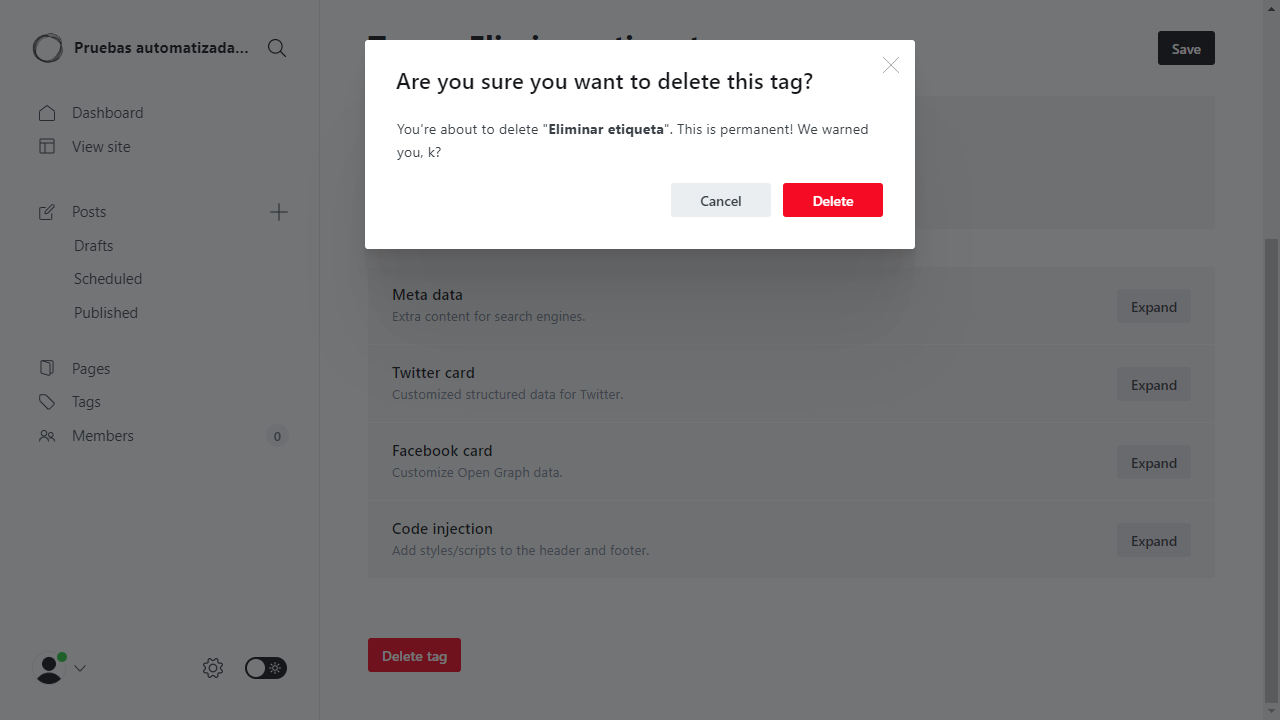 Pruebas automatizada...
Dashboard
View site
Posts
Drafts
Scheduled
Published
Pages
Tags
Members
0
Save
Are you sure you want to delete this tag?
You're about to delete "Eliminar etiqueta". This is permanent! We warned
you, k?
Cancel
Delete
Meta data
Extra content for search engines.
Expand
Twitter card
Customized structured data for Twitter.
Expand
Facebook card
Customize Open Graph data.
Expand
Code injection
Add styles/scripts to the header and footer.
Expand
Delete tag